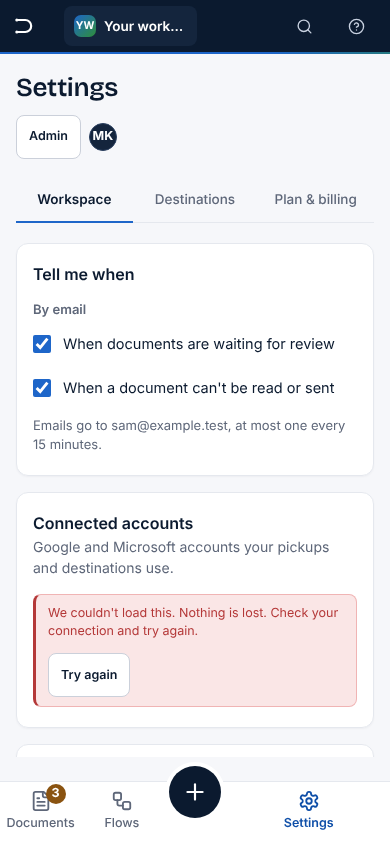 YW Your work...
Settings
Admin MK
Workspace Destinations Plan & billing
Tell me when
By email
When documents are waiting for review
When a document can't be read or sent
Emails go to sam@example.test, at most one every
15 minutes.
Connected accounts
Google and Microsoft accounts your pickups
and destinations use.
We couldn't load this. Nothing is lost. Check your
connection and try again.
Try again
3
Documents Flows Settings